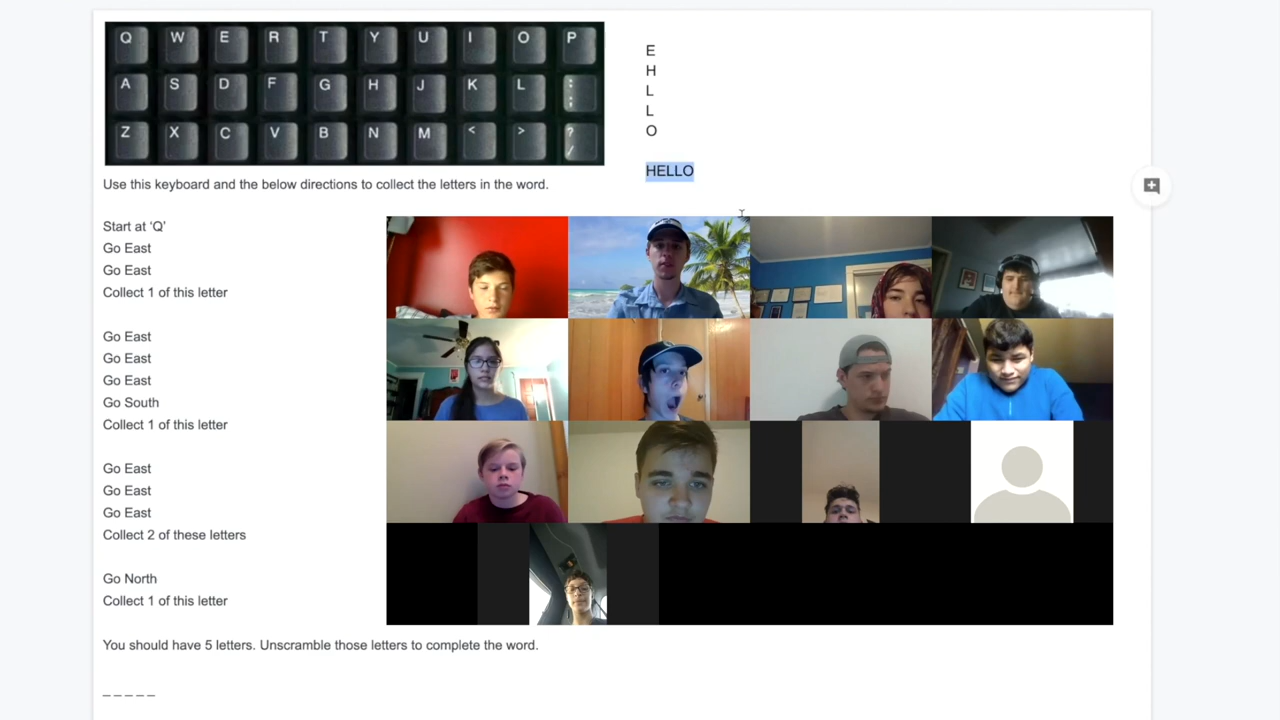 Q W E R T Y U I O P
A S D F G H J K L : ;
Z X C V B N M < > ? /
E
H
L
L
O
HELLO
Use this keyboard and the below directions to collect the letters in the word.
Start at ‘Q’
Go East
Go East
Collect 1 of this letter
Go East
Go East
Go East
Go South
Collect 1 of this letter
Go East
Go East
Go East
Collect 2 of these letters
Go North
Collect 1 of this letter
You should have 5 letters. Unscramble those letters to complete the word.
_ _ _ _ _